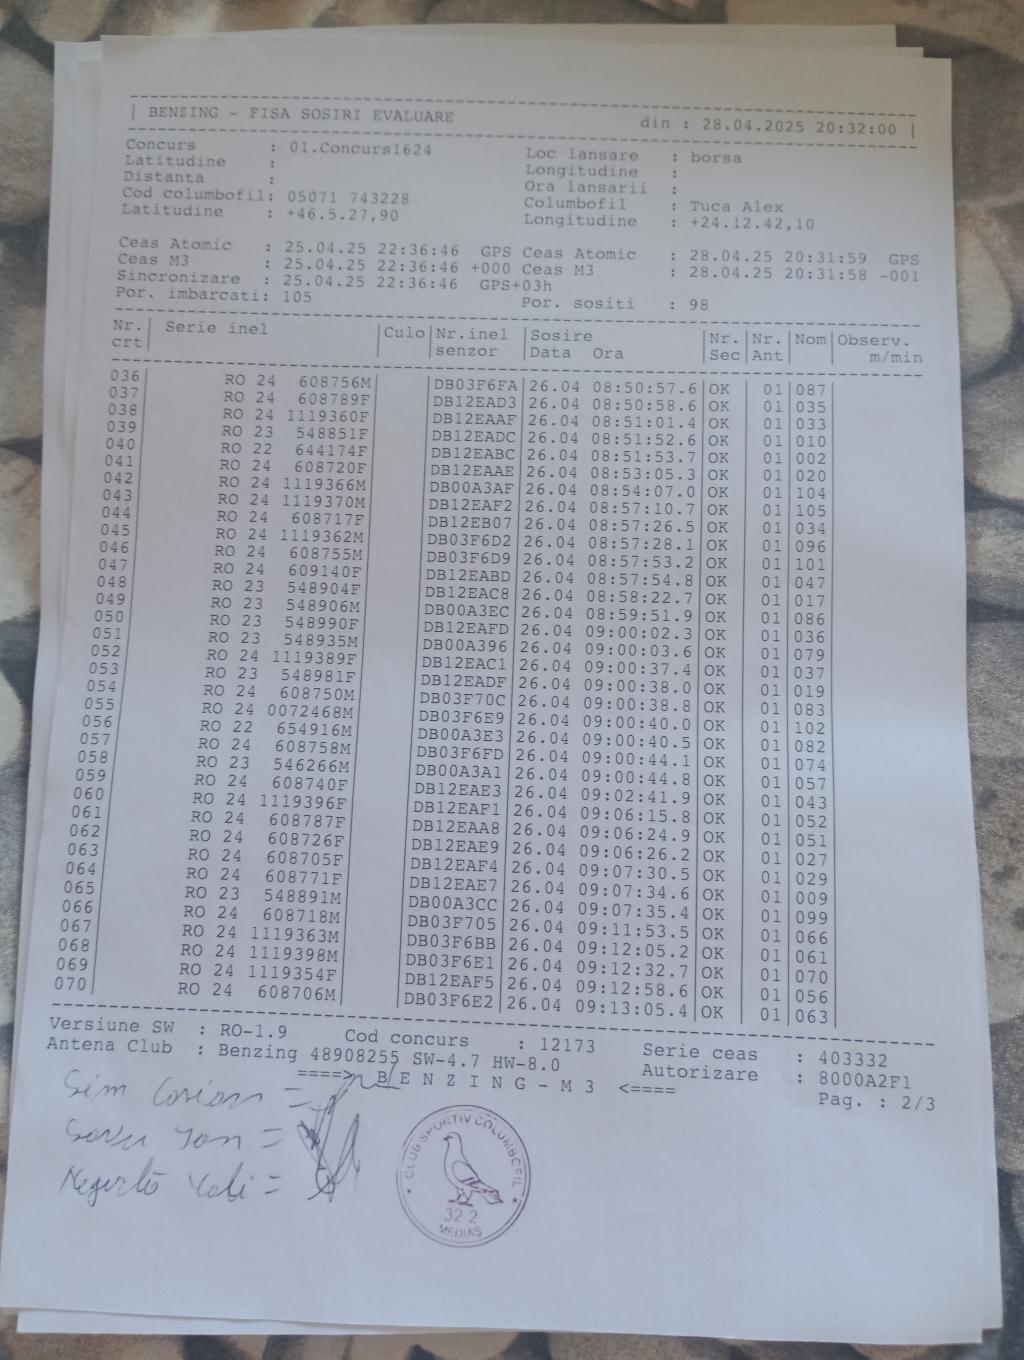 | BENZING - FISA SOSIRI EVALUARE din : 28.04.2025 20:32:00 |
Concurs : 01.Concurs1624 Loc lansare : borsa
Latitudine : Longitudine :
Distanta : Ora lansarii :
Cod columbofil: 05071 743228 Columbofil : Tuca Alex
Latitudine : +46.5.27,90 Longitudine : +24.12.42,10
Ceas Atomic : 25.04.25 22:36:46 GPS Ceas Atomic : 28.04.25 20:31:59 GPS
Ceas M3 : 25.04.25 22:36:46 +000 Ceas M3 : 28.04.25 20:31:58 -001
Sincronizare : 25.04.25 22:36:46 GPS+03h
Por. imbarcati: 105 Por. sositi : 98
Nr.| Serie inel |Culo|Nr.inel |Sosire |Nr.|Nr.|Nom|Observ.
crt| senzor |Data Ora |Sec|Ant| m/min
036| RO 24 608756M |DB03F6FA|26.04 08:50:57.6|OK |01|087|
037| RO 24 608789F |DB12EAD3|26.04 08:50:58.6|OK |01|035|
038| RO 24 1119360F |DB12EAAF|26.04 08:51:01.4|OK |01|033|
039| RO 23 548851F |DB12EADC|26.04 08:51:52.6|OK |01|010|
040| RO 22 644174F |DB12EABC|26.04 08:51:53.7|OK |01|002|
041| RO 24 608720F |DB12EAAE|26.04 08:53:05.3|OK |01|020|
042| RO 24 1119366M |DB00A3AF|26.04 08:54:07.0|OK |01|104|
043| RO 24 1119370M |DB12EAF2|26.04 08:57:10.7|OK |01|105|
044| RO 24 608717F |DB12EB07|26.04 08:57:26.5|OK |01|034|
045| RO 24 1119362M |DB03F6D2|26.04 08:57:28.1|OK |01|096|
046| RO 24 608755M |DB03F6D9|26.04 08:57:53.2|OK |01|101|
047| RO 24 609140F |DB12EABD|26.04 08:57:54.8|OK |01|047|
048| RO 23 548904F |DB12EAC8|26.04 08:58:22.7|OK |01|017|
049| RO 23 548906M |DB00A3EC|26.04 08:59:51.9|OK |01|086|
050| RO 23 548990F |DB12EAFD|26.04 09:00:02.3|OK |01|036|
051| RO 23 548935M |DB00A396|26.04 09:00:03.6|OK |01|079|
052| RO 24 1119389F |DB12EAC1|26.04 09:00:37.4|OK |01|037|
053| RO 23 548981F |DB12EADF|26.04 09:00:38.0|OK |01|019|
054| RO 24 608750M |DB03F70C|26.04 09:00:38.8|OK |01|083|
055| RO 24 0072468M |DB03F6E9|26.04 09:00:40.0|OK |01|102|
056| RO 22 654916M |DB00A3E3|26.04 09:00:40.5|OK |01|082|
057| RO 24 608758M |DB03F6FD|26.04 09:00:44.1|OK |01|074|
058| RO 23 546266M |DB00A3A1|26.04 09:00:44.8|OK |01|057|
059| RO 24 608740F |DB12EAE3|26.04 09:02:41.9|OK |01|043|
060| RO 24 1119396F |DB12EAF1|26.04 09:06:15.8|OK |01|052|
061| RO 24 608787F |DB12EAA8|26.04 09:06:24.9|OK |01|051|
062| RO 24 608726F |DB12EAE9|26.04 09:06:26.2|OK |01|027|
063| RO 24 608705F |DB12EAF4|26.04 09:07:30.5|OK |01|029|
064| RO 24 608771F |DB12EAE7|26.04 09:07:34.6|OK |01|009|
065| RO 23 548891M |DB00A3CC|26.04 09:07:35.4|OK |01|099|
066| RO 24 608718M |DB03F705|26.04 09:11:53.5|OK |01|066|
067| RO 24 1119363M |DB03F6BB|26.04 09:12:05.2|OK |01|061|
068| RO 24 1119398M |DB03F6E1|26.04 09:12:32.7|OK |01|070|
069| RO 24 1119354F |DB12EAF5|26.04 09:12:58.6|OK |01|056|
070| RO 24 608706M |DB03F6E2|26.04 09:13:05.4|OK |01|063|
Versiune SW : RO-1.9 Cod concurs : 12173 Serie ceas : 403332
Antena Club : Benzing 48908255 SW-4.7 HW-8.0 Autorizare : 8000A2F1
====> B E N Z I N G - M 3 <==== Pag. : 2/3
Sim =
Ion =
=
CLUB SPORTIV COLUMBOFIL
322
MEDIAS